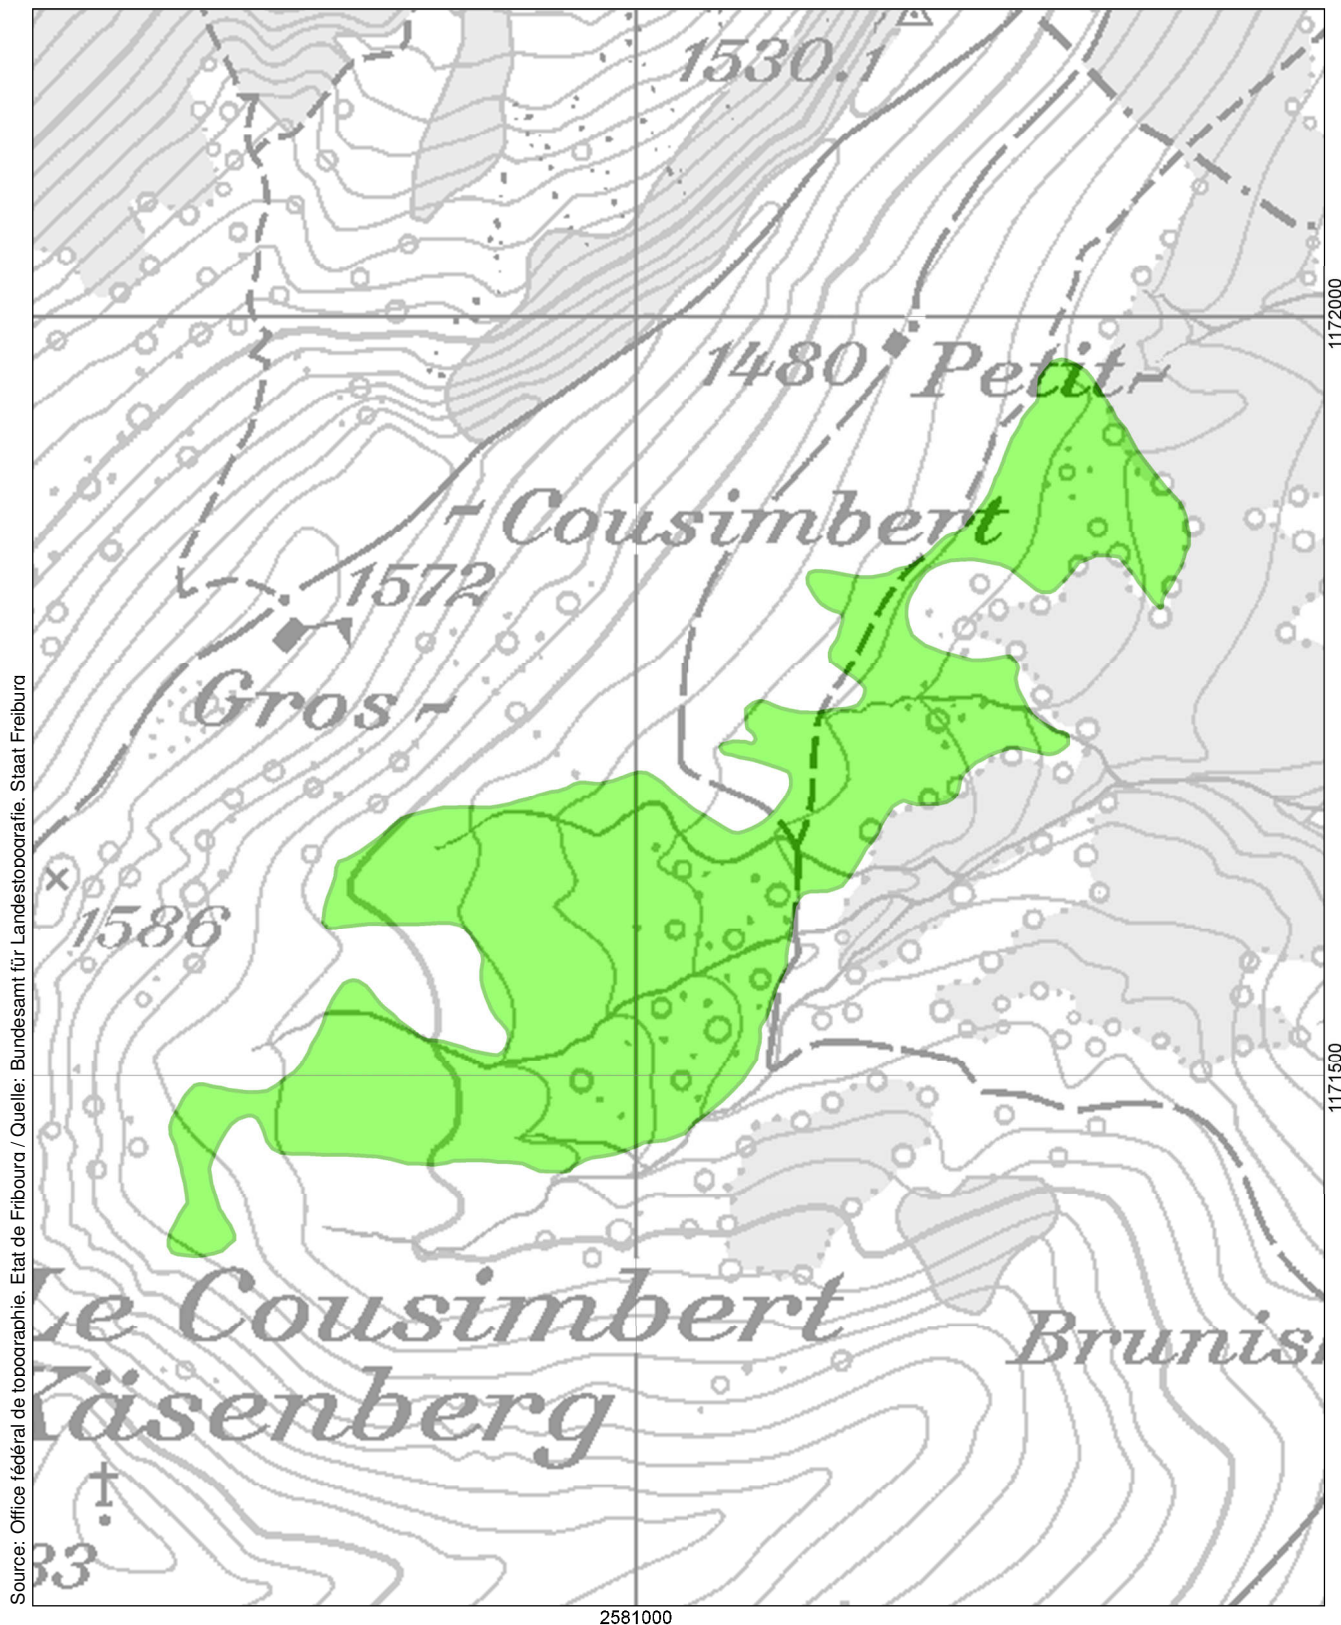 1530.1
1172000
1480 Petit-
-Cousimbert
1572
Gros-
1586
1171500
Le Cousimbert
Brunis
Käsenberg
33
2581000
Source: Office fédéral de topographie, Etat de Fribourg / Quelle: Bundesamt für Landestopografie, Staat Freiburg